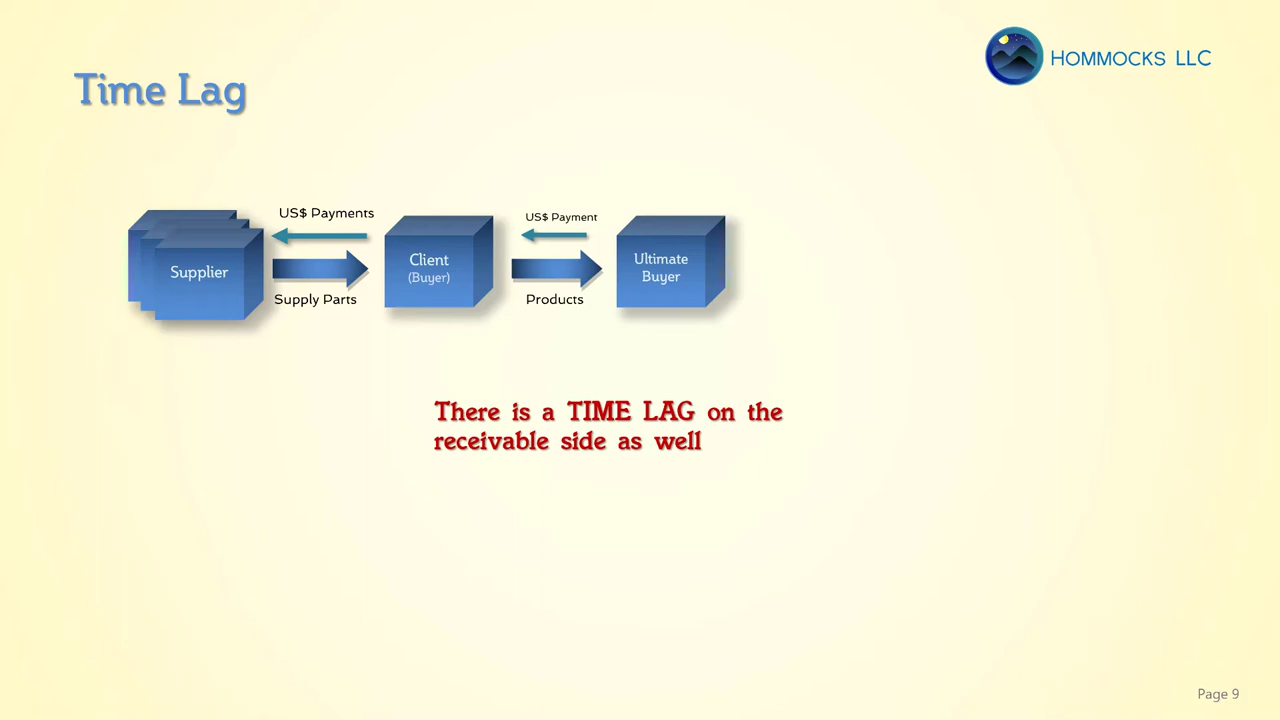 HOMMOCKS LLC
Time Lag
US$ Payments
US$ Payment
Supplier
Client
(Buyer)
Ultimate
Buyer
Supply Parts
Products
There is a TIME LAG on the
receivable side as well
Page 9